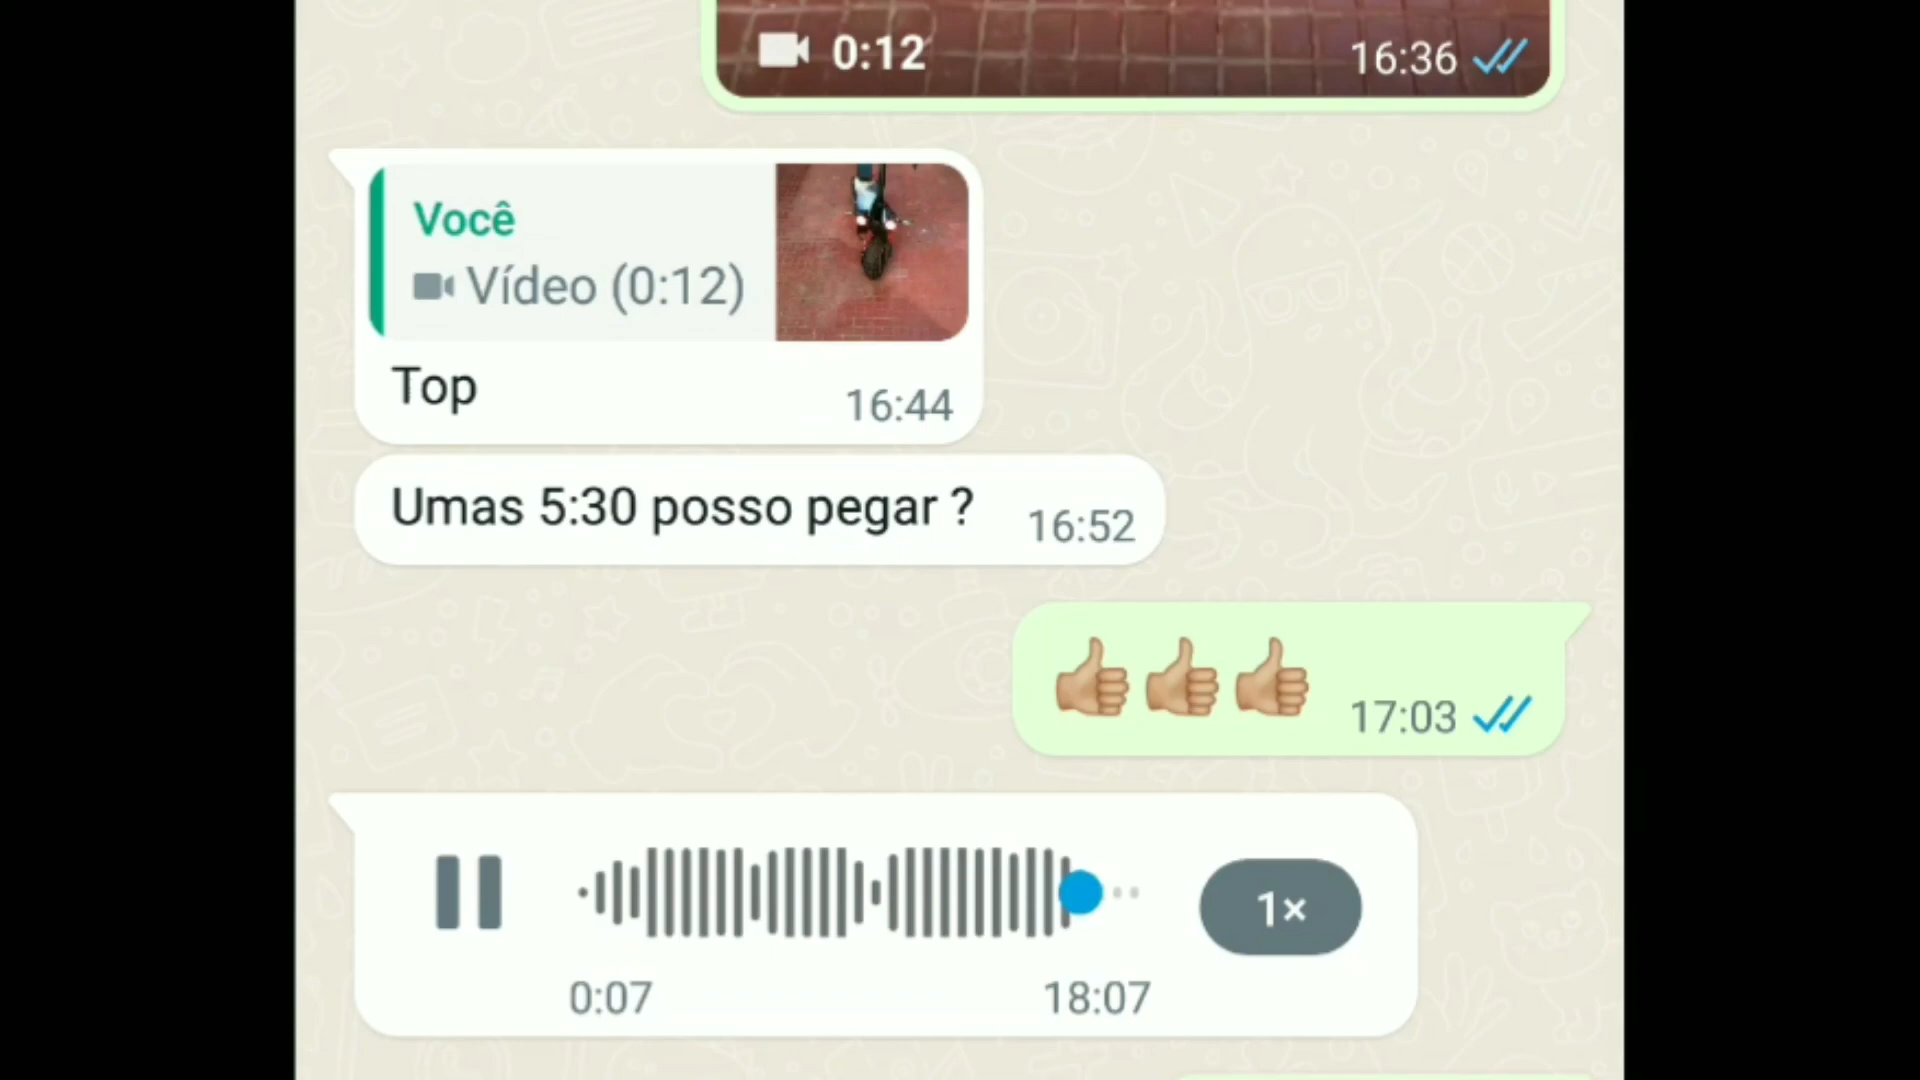 0:12
16:36
Você
Vídeo (0:12)
Top
16:44
Umas 5:30 posso pegar ?
16:52
👍🏼👍🏼👍🏼
17:03
1×
0:07
18:07